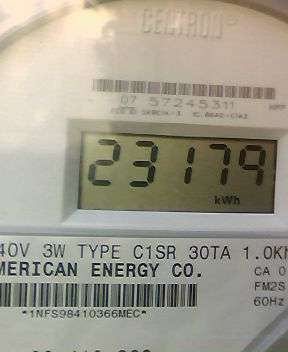 CENTRON®
07 57245311
23179
kWh
40V 3W TYPE C1SR 30TA 1.0Kh
MERICAN ENERGY CO.
CA 0
FM2S
60Hz
*1NFS98410366MEC*